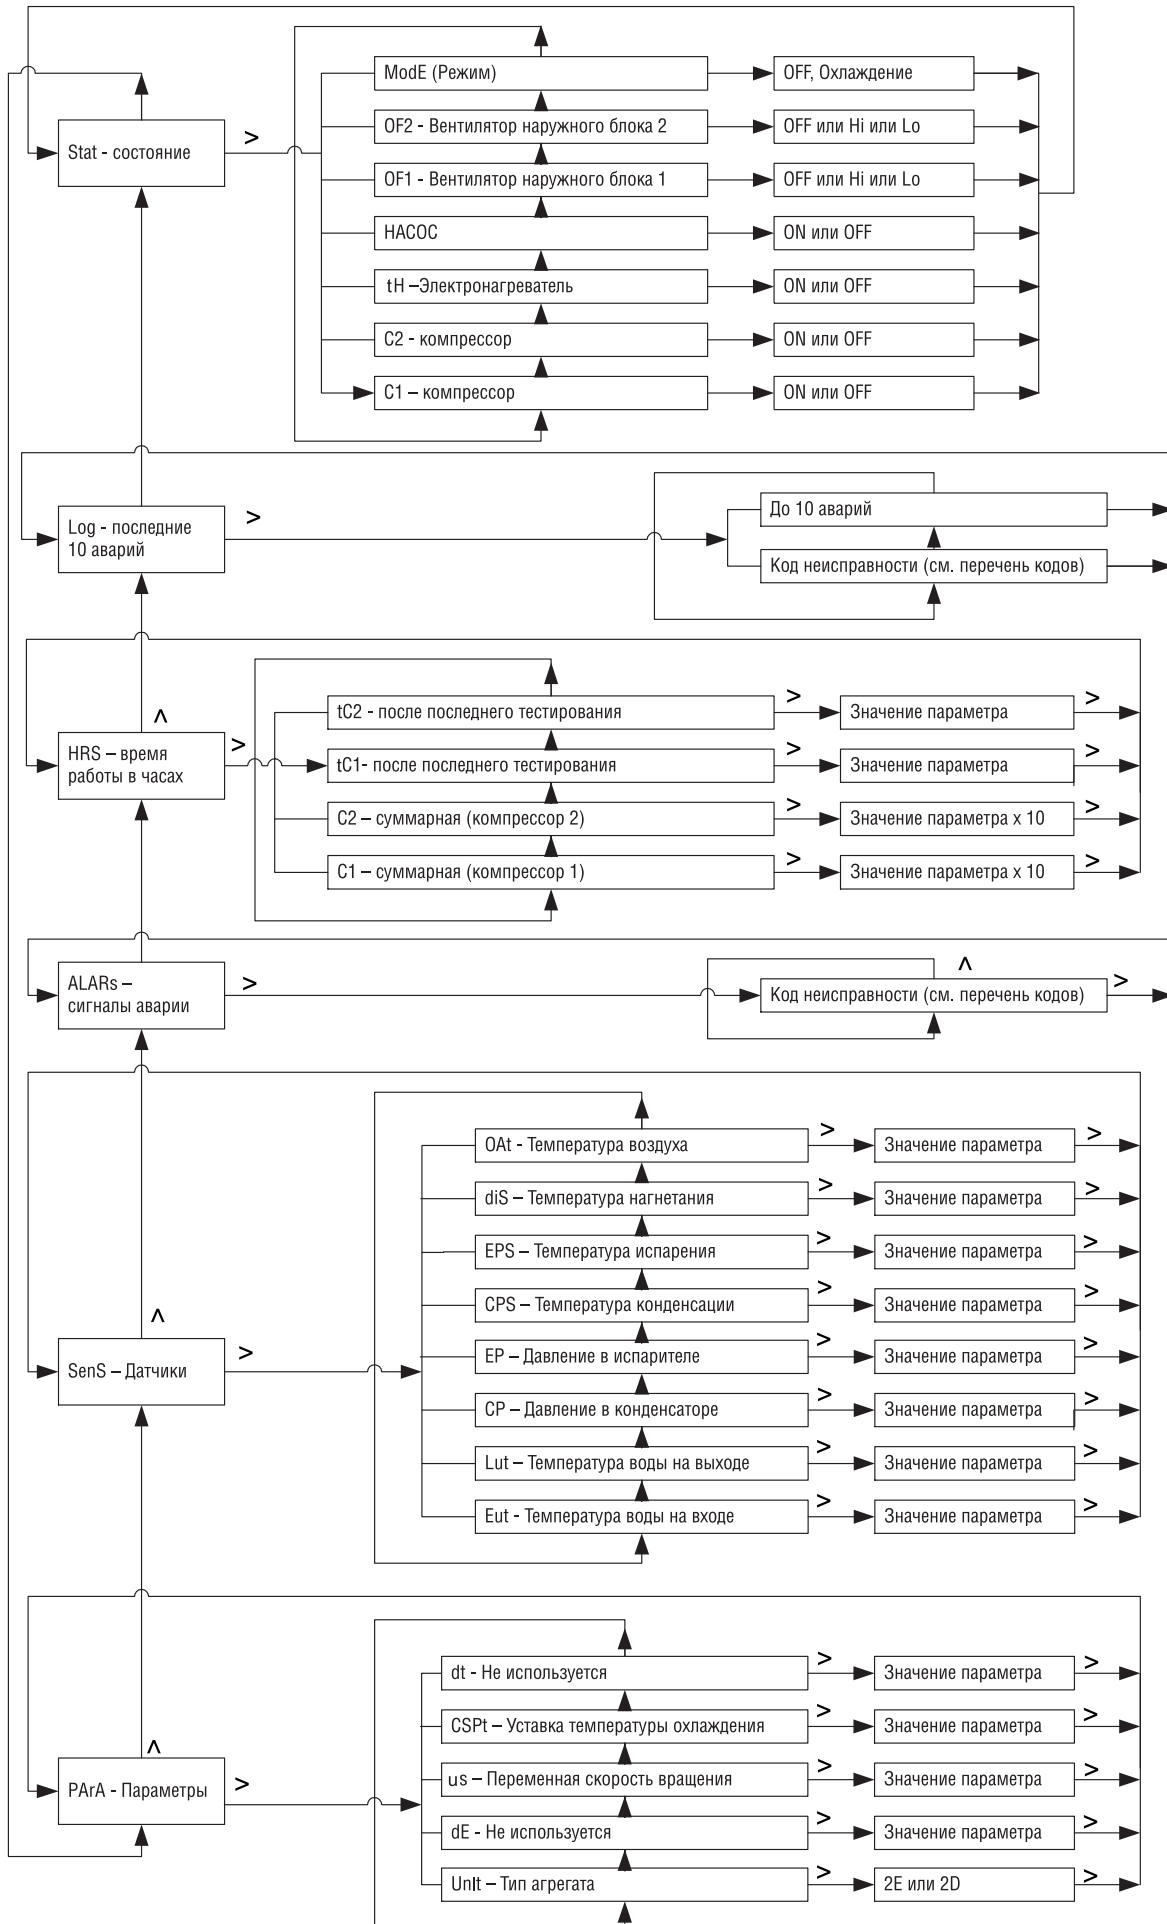 ModE (Режим)
OFF, Охлаждение
Stat - состояние
>
OF2 - Вентилятор наружного блока 2
OFF или Hi или Lo
OF1 - Вентилятор наружного блока 1
OFF или Hi или Lo
НАСОС
ON или OFF
tH –Электронагреватель
ON или OFF
C2 - компрессор
ON или OFF
C1 – компрессор
ON или OFF
Log - последние
10 аварий
>
До 10 аварий
Код неисправности (см. перечень кодов)
^
HRS – время
работы в часах
>
tC2 - после последнего тестирования
>
Значение параметра
>
tC1- после последнего тестирования
>
Значение параметра
>
C2 – суммарная (компрессор 2)
>
Значение параметра x 10
>
C1 – суммарная (компрессор 1)
>
Значение параметра x 10
>
ALARs –
сигналы аварии
>
^
Код неисправности (см. перечень кодов)
>
^
SenS – Датчики
>
OAt - Температура воздуха
>
Значение параметра
>
diS – Температура нагнетания
>
Значение параметра
>
EPS – Температура испарения
>
Значение параметра
>
CPS – Температура конденсации
>
Значение параметра
>
EP – Давление в испарителе
>
Значение параметра
>
CP – Давление в конденсаторе
>
Значение параметра
>
Lut – Температура воды на выходе
>
Значение параметра
>
Eut - Температура воды на входе
>
Значение параметра
>
^
PArA - Параметры
>
dt - Не используется
>
Значение параметра
>
CSPt – Уставка температуры охлаждения
>
Значение параметра
>
us – Переменная скорость вращения
>
Значение параметра
>
dE - Не используется
>
Значение параметра
>
UnIt – Тип агрегата
>
2E или 2D
>